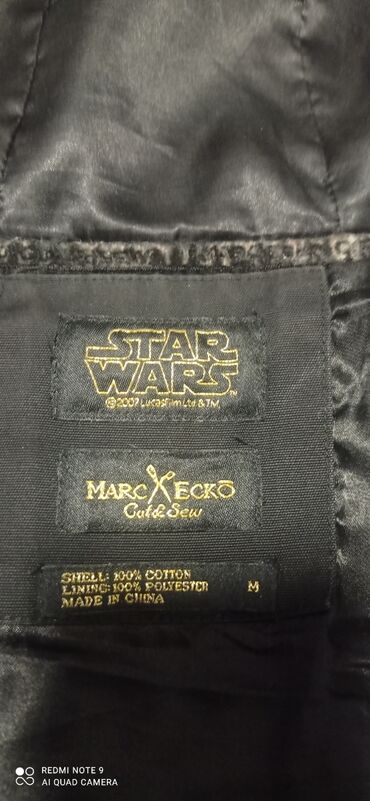 STAR
WARS
TM
©2007 Lucasfilm Ltd & TM.
MARC ECKŌ
Cut & Sew
SHELL: 100% COTTON
LINING: 100% POLYESTER M
MADE IN CHINA
REDMI NOTE 9
AI QUAD CAMERA